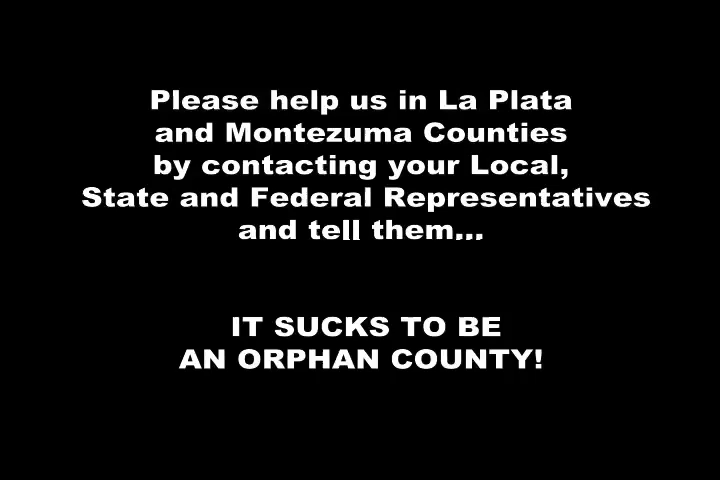 Please help us in La Plata
and Montezuma Counties
by contacting your Local,
State and Federal Representatives
and tell them...
IT SUCKS TO BE
AN ORPHAN COUNTY!